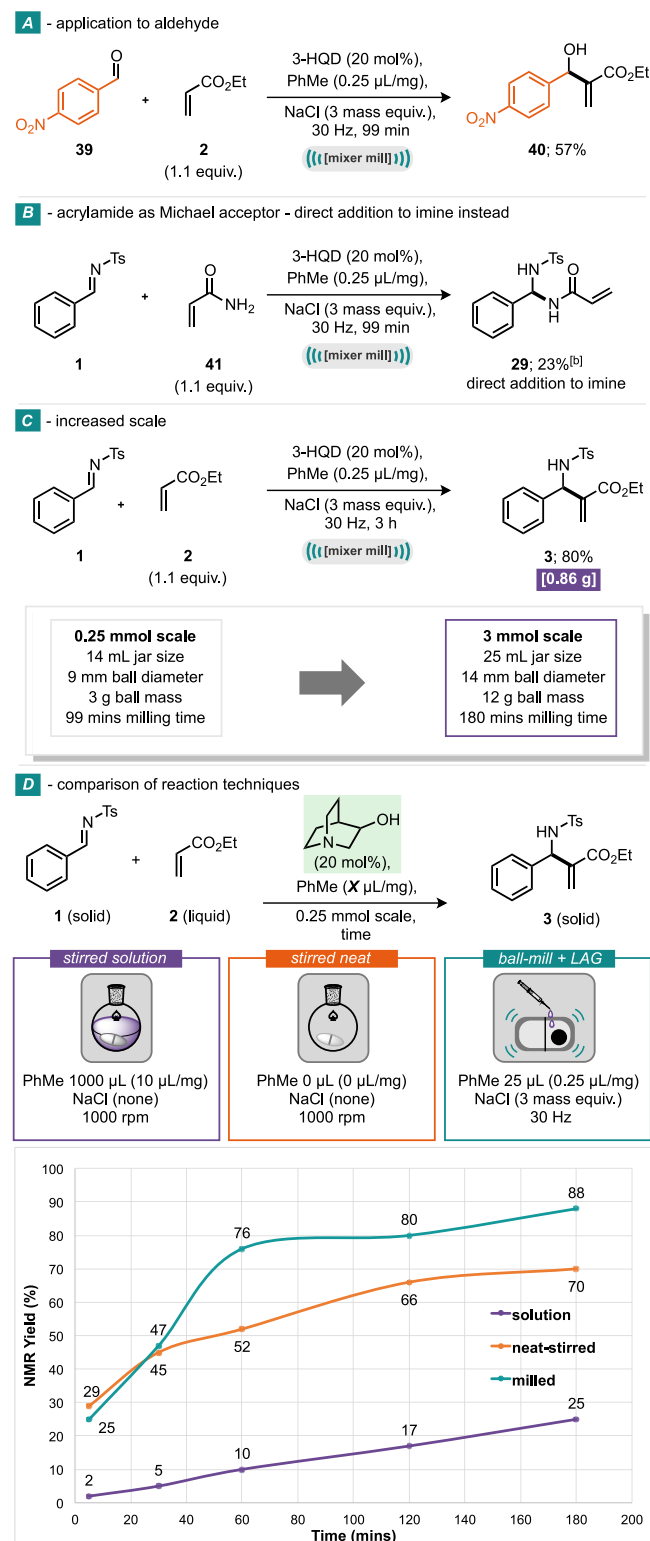 A - application to aldehyde
O
O2N
39
+
CO2Et
2
(1.1 equiv.)
3-HQD (20 mol%),
PhMe (0.25 µL/mg),
NaCl (3 mass equiv.),
30 Hz, 99 min
[mixer mill]
OH
CO2Et
O2N
40; 57%
B - acrylamide as Michael acceptor - direct addition to imine instead
N
Ts
1
+
O
NH2
41
(1.1 equiv.)
3-HQD (20 mol%),
PhMe (0.25 µL/mg),
NaCl (3 mass equiv.),
30 Hz, 99 min
[mixer mill]
HN
Ts
O
N
H
29; 23%[b]
direct addition to imine
C - increased scale
N
Ts
1
+
CO2Et
2
(1.1 equiv.)
3-HQD (20 mol%),
PhMe (0.25 µL/mg),
NaCl (3 mass equiv.),
30 Hz, 3 h
[mixer mill]
HN
Ts
CO2Et
3; 80%
[0.86 g]
0.25 mmol scale
14 mL jar size
9 mm ball diameter
3 g ball mass
99 mins milling time
3 mmol scale
25 mL jar size
14 mm ball diameter
12 g ball mass
180 mins milling time
D - comparison of reaction techniques
N
Ts
1 (solid)
+
CO2Et
2 (liquid)
OH
N
(20 mol%),
PhMe (X µL/mg),
0.25 mmol scale,
time
HN
Ts
CO2Et
3 (solid)
stirred solution
PhMe 1000 µL (10 µL/mg)
NaCl (none)
1000 rpm
stirred neat
PhMe 0 µL (0 µL/mg)
NaCl (none)
1000 rpm
ball-mill + LAG
PhMe 25 µL (0.25 µL/mg)
NaCl (3 mass equiv.)
30 Hz
NMR Yield (%)
100
90
80
70
60
50
40
30
20
10
0
29
25
47
45
76
52
80
66
88
70
2
5
10
17
25
solution
neat-stirred
milled
0 20 40 60 80 100 120 140 160 180 200
Time (mins)